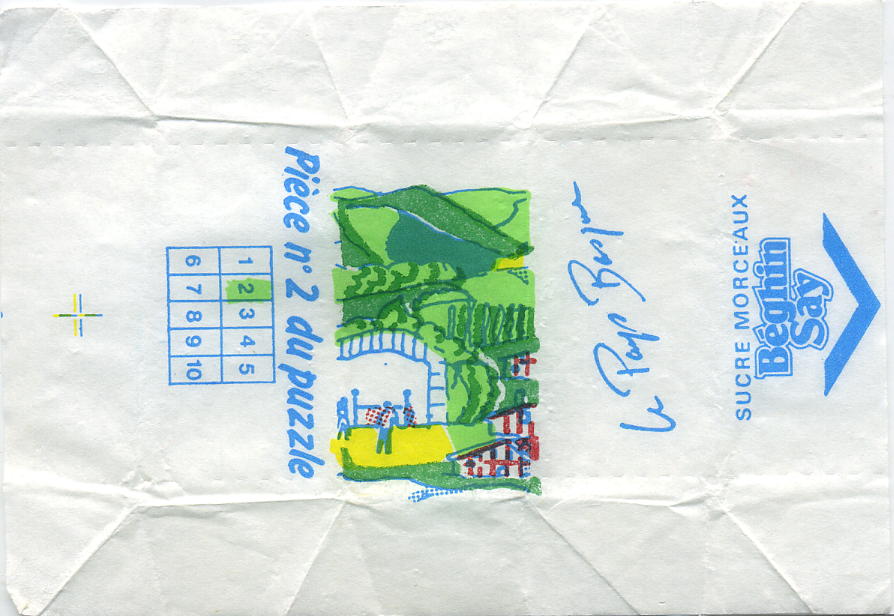 SUCRE MORCEAUX
Béghin
Say
Le Pays Basque
Pièce n° 2 du puzzle
1 2 3 4 5
6 7 8 9 10